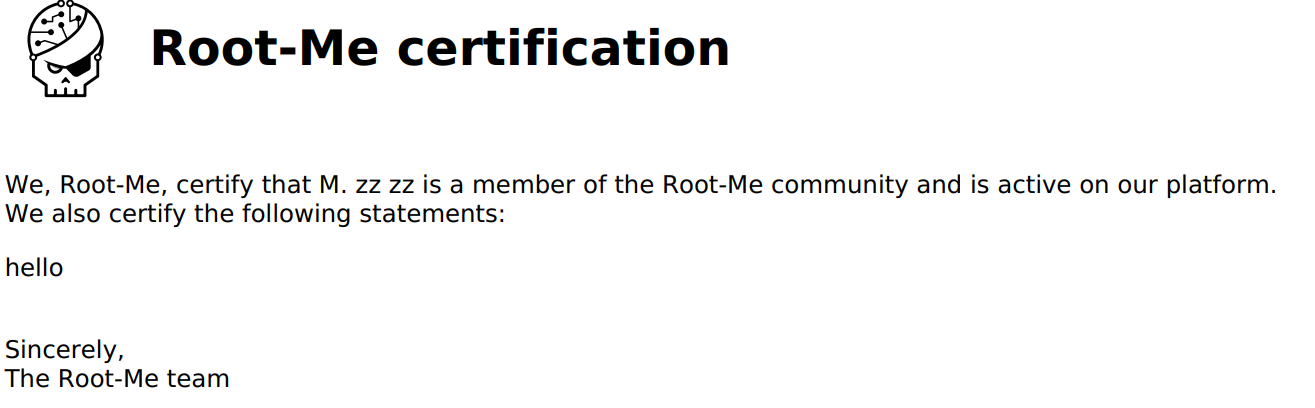 Root-Me certification
We, Root-Me, certify that M. zz zz is a member of the Root-Me community and is active on our platform.
We also certify the following statements:
hello
Sincerely,
The Root-Me team